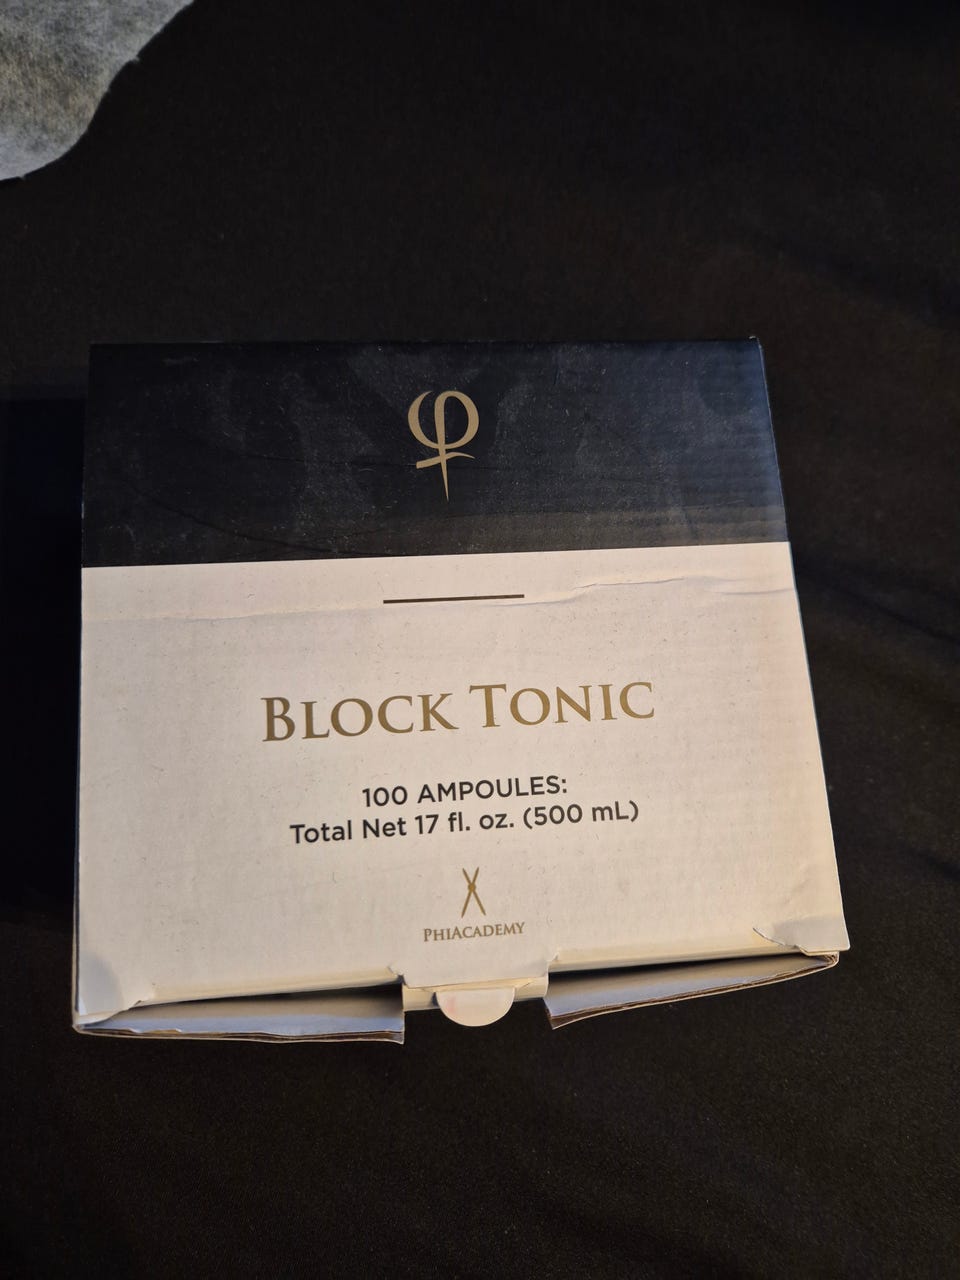 φ
BLOCK TONIC
100 AMPOULES:
Total Net 17 fl. oz. (500 mL)
PHIACADEMY